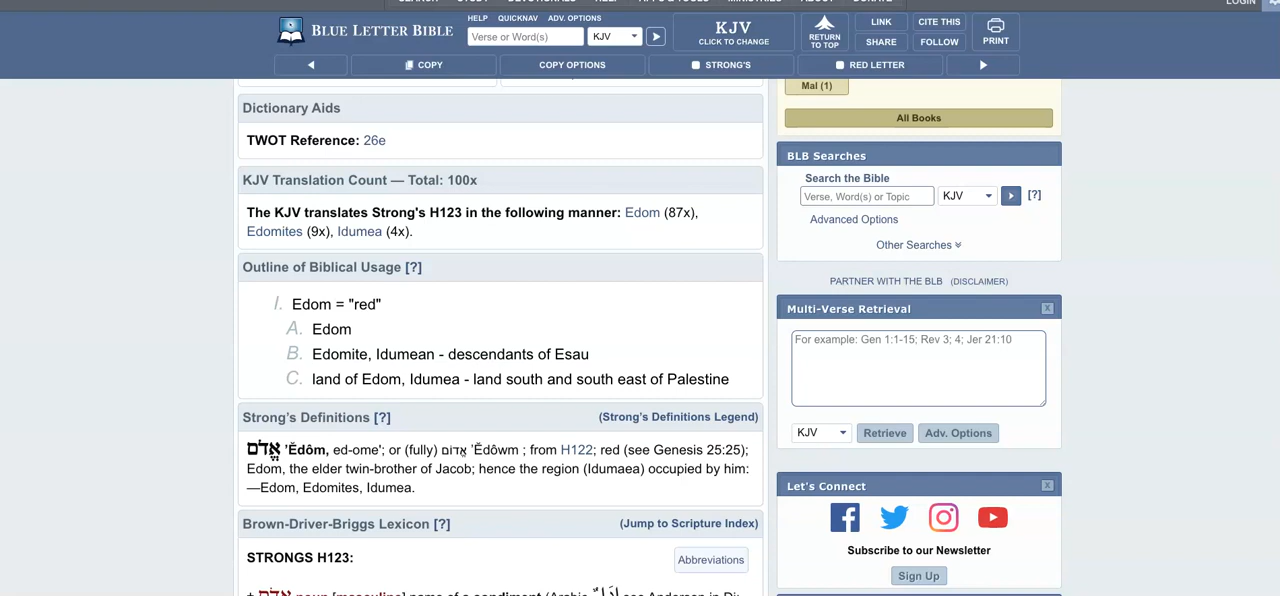 HELP QUICKNAV ADV. OPTIONS
BLUE LETTER BIBLE
Verse or Word(s)
KJV
KJV
CLICK TO CHANGE
RETURN
TO TOP
LINK
CITE THIS
SHARE
FOLLOW
PRINT
COPY
COPY OPTIONS
STRONG'S
RED LETTER
LOGIN
Dictionary Aids
TWOT Reference: 26e
KJV Translation Count — Total: 100x
The KJV translates Strong's H123 in the following manner: Edom (87x),
Edomites (9x), Idumea (4x).
Outline of Biblical Usage [?]
I. Edom = "red"
A. Edom
B. Edomite, Idumean - descendants of Esau
C. land of Edom, Idumea - land south and south east of Palestine
Strong's Definitions [?]
(Strong's Definitions Legend)
אֱדֹם 'Ĕdôm, ed-ome'; or (fully) אֱדוֹם 'Ĕdôwm ; from H122; red (see Genesis 25:25);
Edom, the elder twin-brother of Jacob; hence the region (Idumaea) occupied by him:
—Edom, Edomites, Idumea.
Brown-Driver-Briggs Lexicon [?]
(Jump to Scripture Index)
STRONGS H123:
Abbreviations
Mal (1)
All Books
BLB Searches
Search the Bible
Verse, Word(s) or Topic
KJV
[?]
Advanced Options
Other Searches
PARTNER WITH THE BLB (DISCLAIMER)
Multi-Verse Retrieval
x
For example: Gen 1:1-15; Rev 3; 4; Jer 21:10
KJV
Retrieve
Adv. Options
Let's Connect
x
Subscribe to our Newsletter
Sign Up